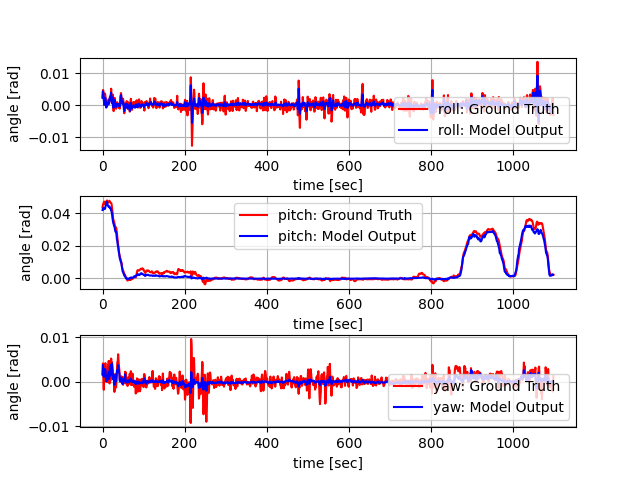 0.01
0.00
−0.01
angle [rad]
roll: Ground Truth
roll: Model Output
0 200 400 600 800 1000
time [sec]
0.04
0.02
0.00
angle [rad]
pitch: Ground Truth
pitch: Model Output
0 200 400 600 800 1000
time [sec]
0.01
0.00
−0.01
angle [rad]
yaw: Ground Truth
yaw: Model Output
0 200 400 600 800 1000
time [sec]